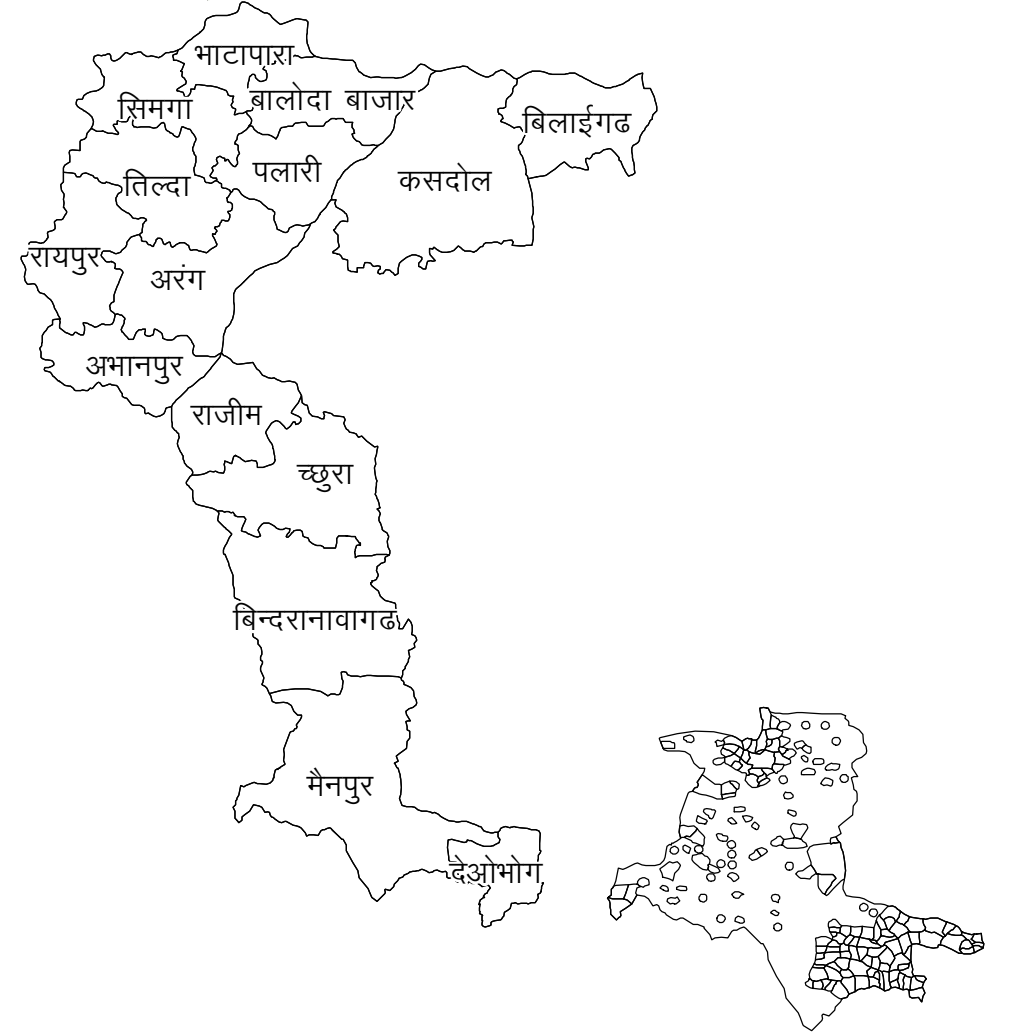 भाटापारा
बालोदा बाजार
सिमगा
बिलाईगढ
पलारी
कसदोल
तिल्दा
रायपुर
अरंग
अभानपुर
राजीम
च्छुरा
बिन्दरानावागढ
मैनपुर
देओभोग